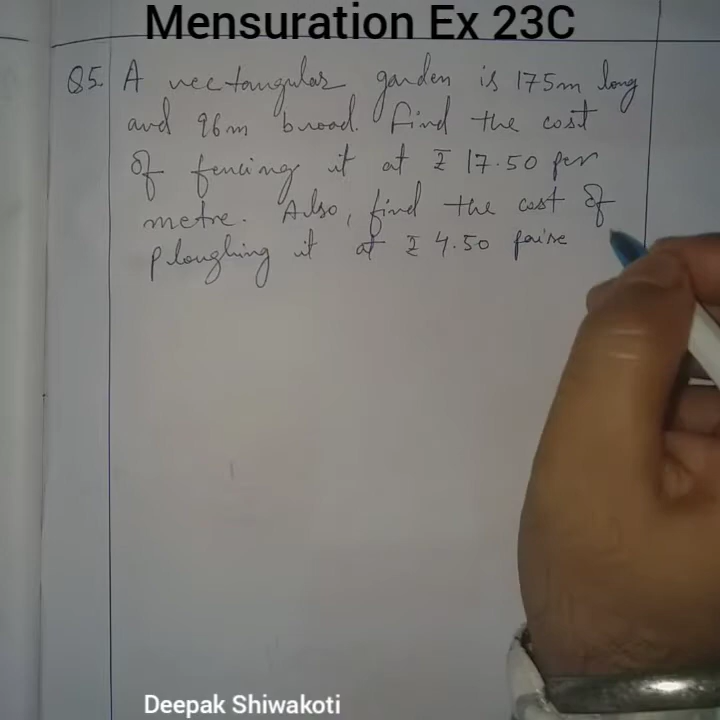 Mensuration Ex 23C
Q5. A rectangular garden is 175m long
and 96m broad. Find the cost
of fencing it at ₹ 17.50 per
metre. Also, find the cost of
ploughing it at ₹ 4.50 paise
Deepak Shiwakoti